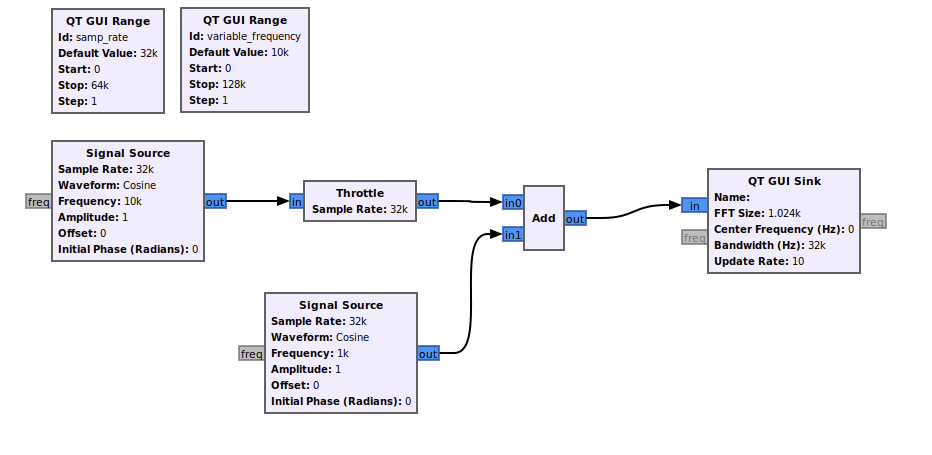 QT GUI Range
Id: samp_rate
Default Value: 32k
Start: 0
Stop: 64k
Step: 1
QT GUI Range
Id: variable_frequency
Default Value: 10k
Start: 0
Stop: 128k
Step: 1
Signal Source
Sample Rate: 32k
Waveform: Cosine
Frequency: 10k
Amplitude: 1
Offset: 0
Initial Phase (Radians): 0
freq
out
in
Throttle
Sample Rate: 32k
out
in0
in1
Add
out
in
freq
QT GUI Sink
Name:
FFT Size: 1.024k
Center Frequency (Hz): 0
Bandwidth (Hz): 32k
Update Rate: 10
freq
Signal Source
Sample Rate: 32k
Waveform: Cosine
Frequency: 1k
Amplitude: 1
Offset: 0
Initial Phase (Radians): 0
freq
out